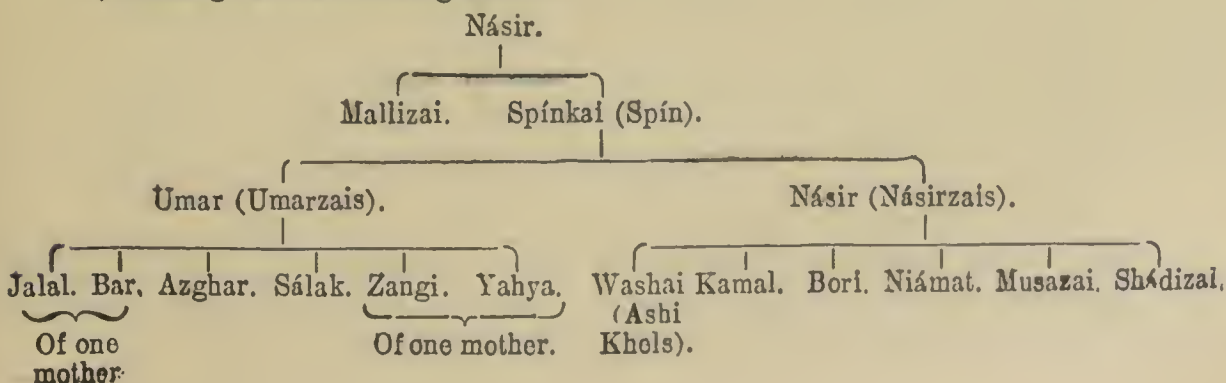 Násir.
Mallizai. Spínkai (Spín).
Umar (Umarzais). Násir (Násirzais).
Jalal. Bar. Azghar. Sálak. Zangi. Yahya. Washai Kamal. Bori. Niámat. Musazai. Shádizai.
(Ashi
Of one Of one mother. Khels).
mother.